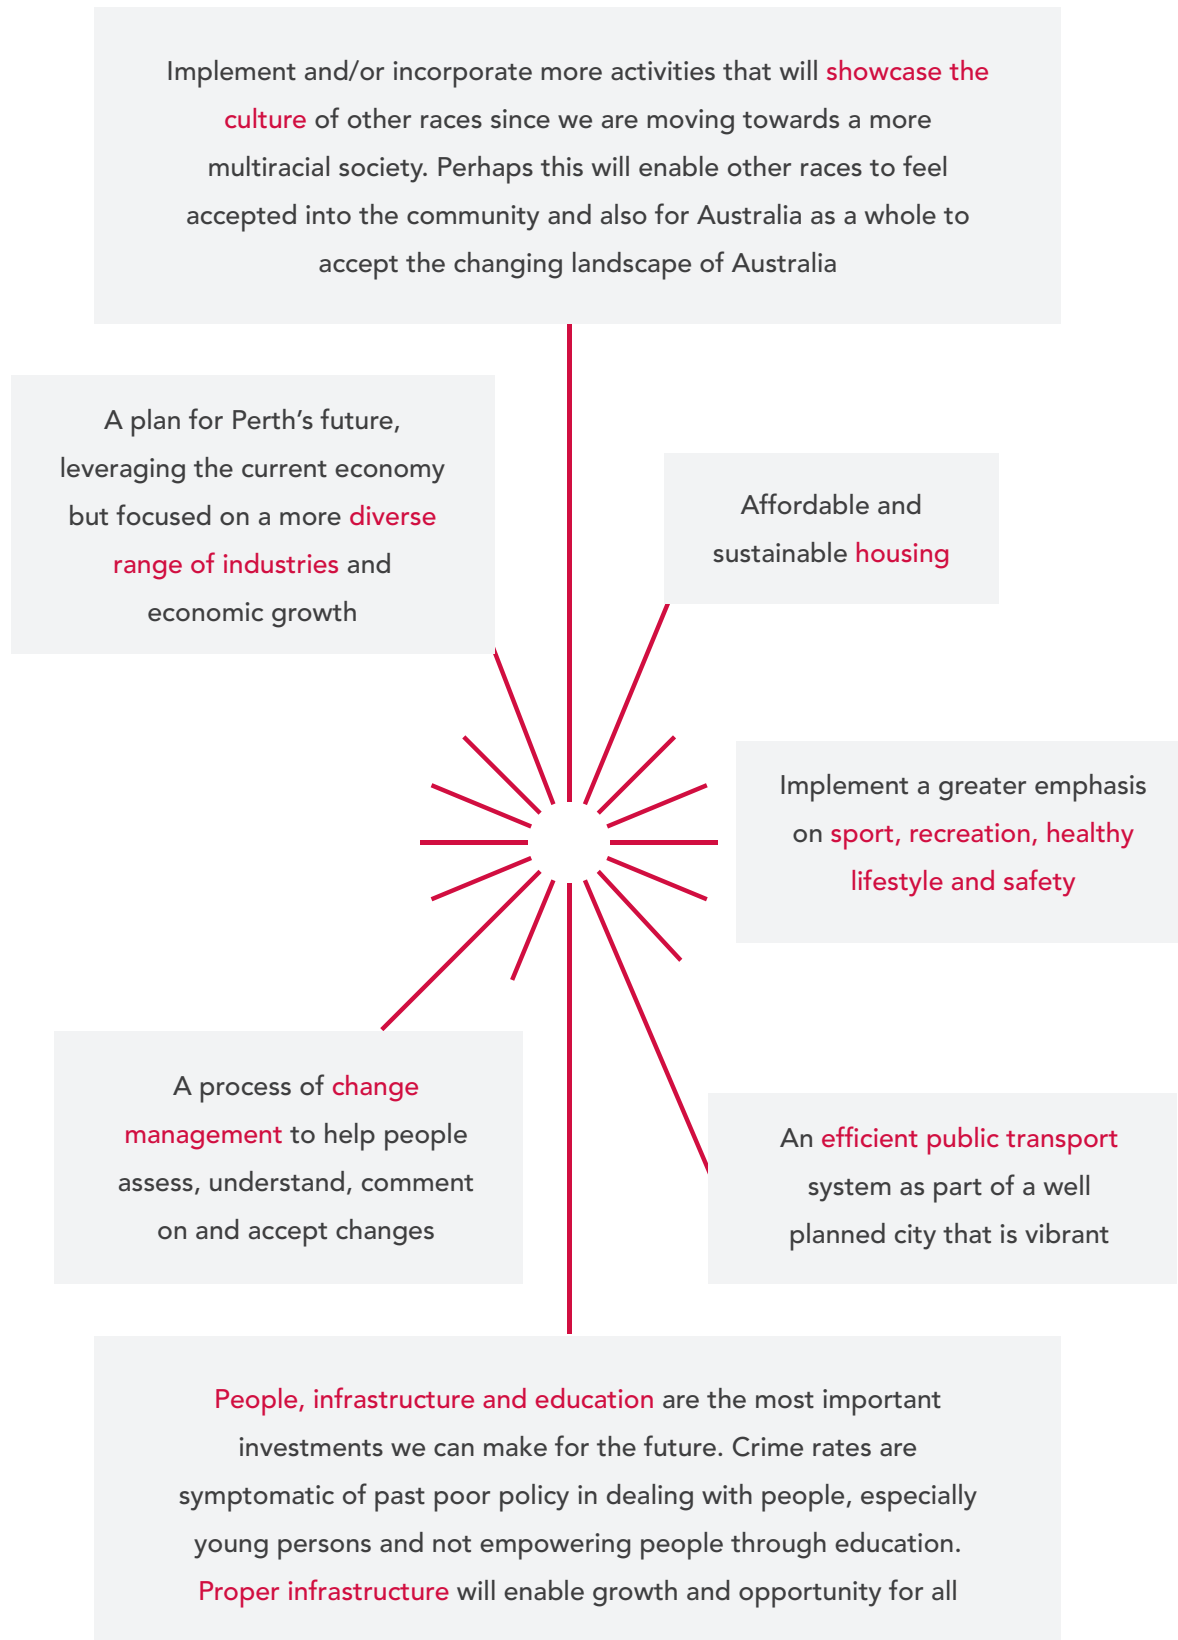 Implement and/or incorporate more activities that will showcase the
culture of other races since we are moving towards a more
multiracial society. Perhaps this will enable other races to feel
accepted into the community and also for Australia as a whole to
accept the changing landscape of Australia
A plan for Perth’s future,
leveraging the current economy
but focused on a more diverse
range of industries and
economic growth
Affordable and
sustainable housing
Implement a greater emphasis
on sport, recreation, healthy
lifestyle and safety
A process of change
management to help people
assess, understand, comment
on and accept changes
An efficient public transport
system as part of a well
planned city that is vibrant
People, infrastructure and education are the most important
investments we can make for the future. Crime rates are
symptomatic of past poor policy in dealing with people, especially
young persons and not empowering people through education.
Proper infrastructure will enable growth and opportunity for all